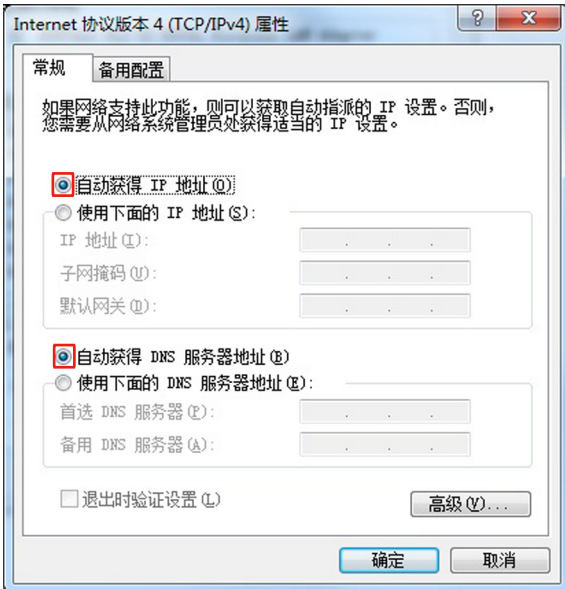 Internet 协议版本 4 (TCP/IPv4) 属性
?
常规
备用配置
如果网络支持此功能，则可以获取自动指派的 IP 设置。否则，
您需要从网络系统管理员处获得适当的 IP 设置。
自动获得 IP 地址(O)
使用下面的 IP 地址(S):
IP 地址(I):
子网掩码(U):
默认网关(D):
自动获得 DNS 服务器地址(B)
使用下面的 DNS 服务器地址(E):
首选 DNS 服务器(P):
备用 DNS 服务器(A):
退出时验证设置(L)
高级(V)...
确定
取消